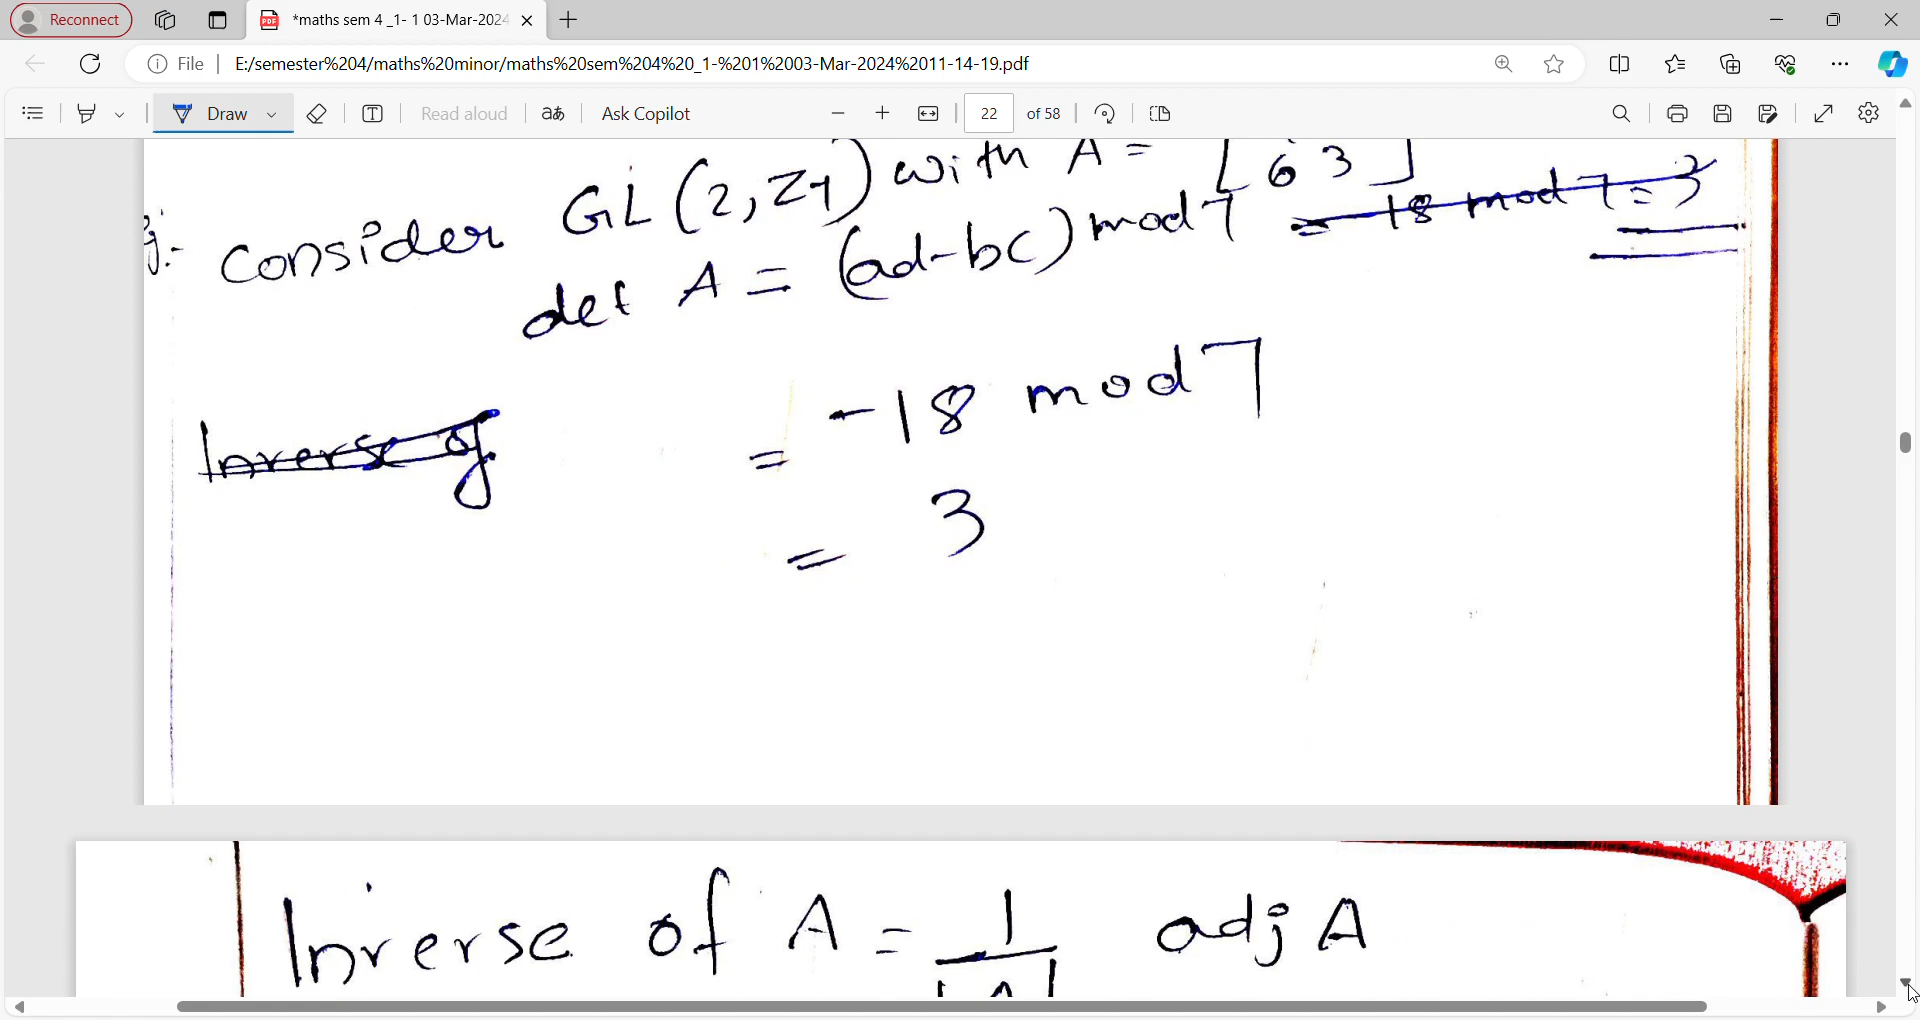 Reconnect
*maths sem 4 _1- 1 03-Mar-2024
File
E:/semester%204/maths%20minor/maths%20sem%204%20_1-%201%2003-Mar-2024%2011-14-19.pdf
Draw
Read aloud
aあ
Ask Copilot
22 of 58
g:- Consider GL (2, Z7) with A = [ 6 3 ]
det A = (ad-bc) mod 7 = 18 mod 7 = 3
Inverse of
= -18 mod 7
= 3
Inverse of A = 1/|A| adj A